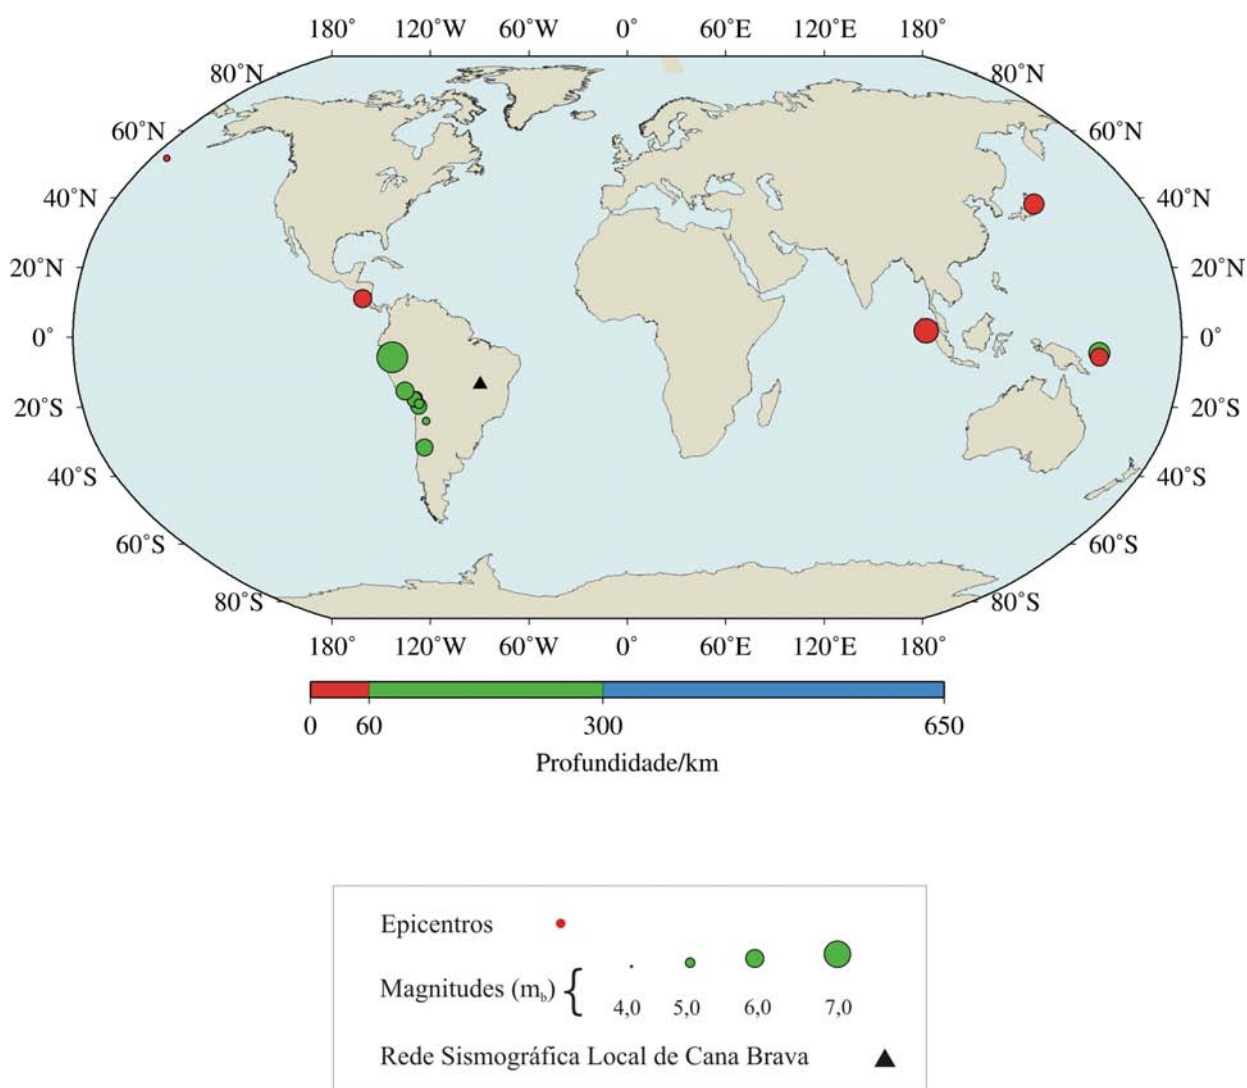 180° 120°W 60°W 0° 60°E 120°E 180°
80°N 80°N
60°N 60°N
40°N 40°N
20°N 20°N
0° 0°
20°S 20°S
40°S 40°S
60°S 60°S
80°S 80°S
180° 120°W 60°W 0° 60°E 120°E 180°
0 60 300 650
Profundidade/km
Epicentros
Magnitudes (m_b) {
4,0 5,0 6,0 7,0
Rede Sismográfica Local de Cana Brava